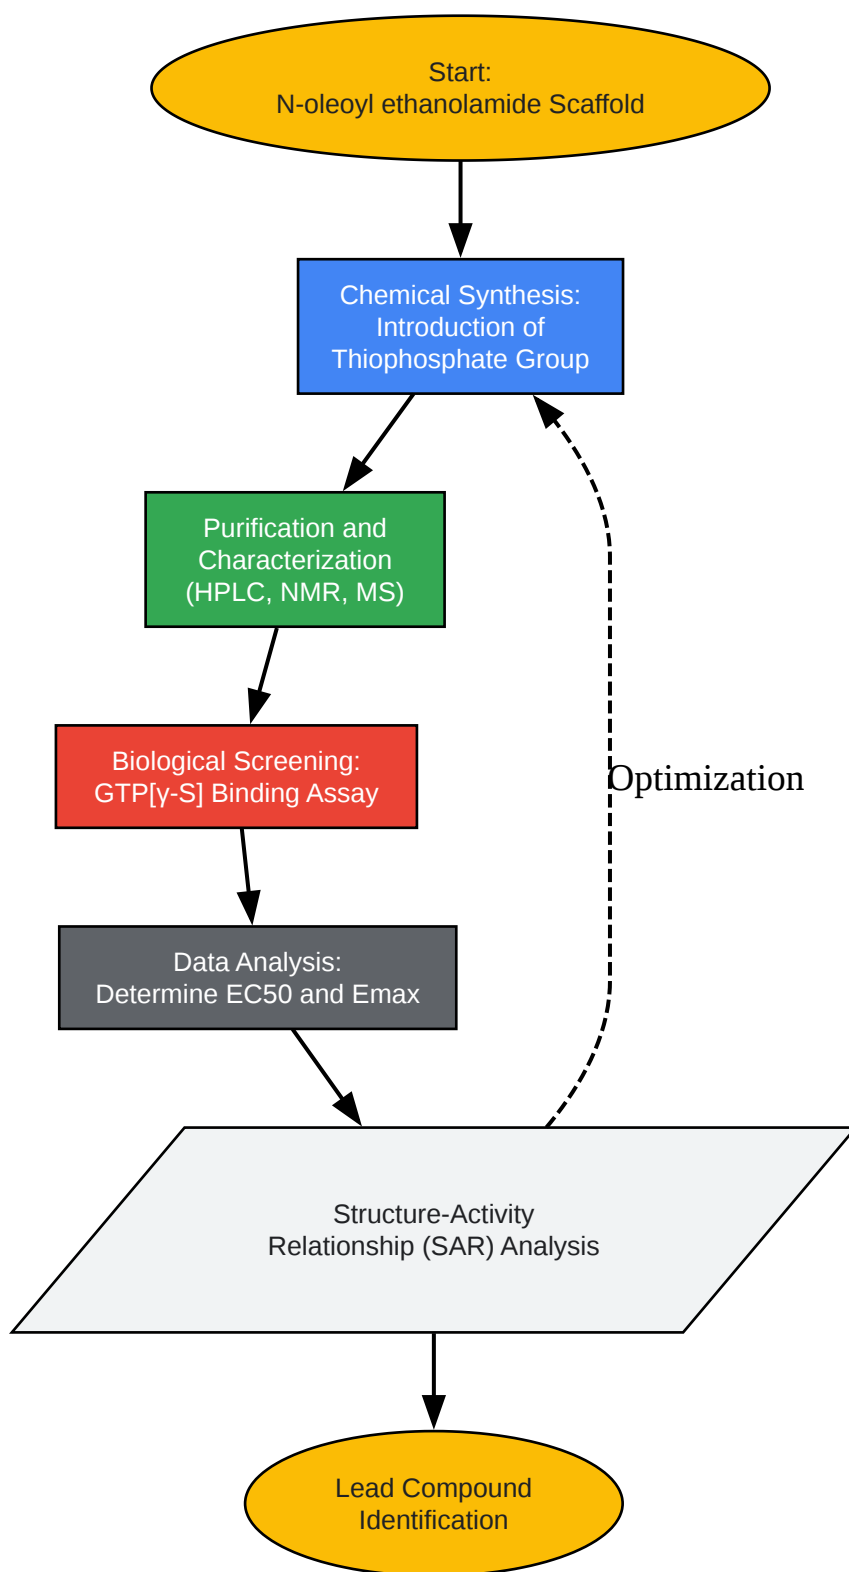 Start:
N-oleoyl ethanolamide Scaffold
Chemical Synthesis:
Introduction of
Thiophosphate Group
Purification and
Characterization
(HPLC, NMR, MS)
Biological Screening:
GTP[γ-S] Binding Assay
Optimization
Data Analysis:
Determine EC50 and Emax
Structure-Activity
Relationship (SAR) Analysis
Lead Compound
Identification